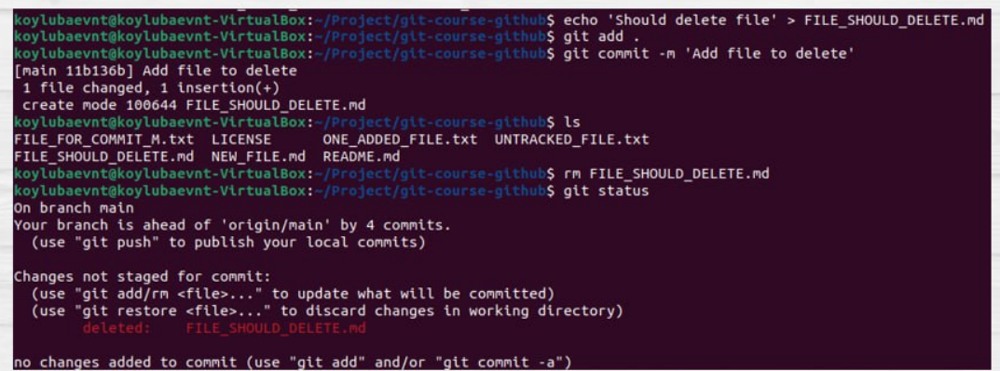 koylubaevnt@koylubaevnt-VirtualBox:~/Project/git-course-github$ echo 'Should delete file' > FILE_SHOULD_DELETE.md
koylubaevnt@koylubaevnt-VirtualBox:~/Project/git-course-github$ git add .
koylubaevnt@koylubaevnt-VirtualBox:~/Project/git-course-github$ git commit -m 'Add file to delete'
[main 11b136b] Add file to delete
 1 file changed, 1 insertion(+)
 create mode 100644 FILE_SHOULD_DELETE.md
koylubaevnt@koylubaevnt-VirtualBox:~/Project/git-course-github$ ls
FILE_FOR_COMMIT_M.txt  LICENSE      ONE_ADDED_FILE.txt  UNTRACKED_FILE.txt
FILE_SHOULD_DELETE.md  NEW_FILE.md  README.md
koylubaevnt@koylubaevnt-VirtualBox:~/Project/git-course-github$ rm FILE_SHOULD_DELETE.md
koylubaevnt@koylubaevnt-VirtualBox:~/Project/git-course-github$ git status
On branch main
Your branch is ahead of 'origin/main' by 4 commits.
  (use "git push" to publish your local commits)
Changes not staged for commit:
  (use "git add/rm <file>..." to update what will be committed)
  (use "git restore <file>..." to discard changes in working directory)
        deleted:    FILE_SHOULD_DELETE.md
no changes added to commit (use "git add" and/or "git commit -a")